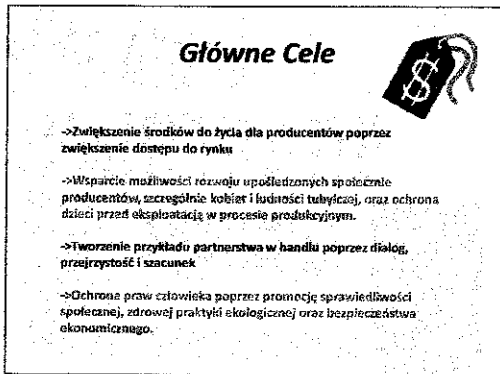 Główne Cele
$
->Zwiększenie środków do życia dla producentów poprzez
zwiększenie dostępu do rynku
->Wsparcie możliwości rozwoju upośledzonych społecznie
producentów, szczególnie kobiet i ludności tubylczej, oraz ochrona
dzieci przed eksploatacją w procesie produkcyjnym.
->Tworzenie przykładu partnerstwa w handlu poprzez dialog,
przejrzystość i szacunek
->Ochrona praw człowieka poprzez promocję sprawiedliwości
społecznej, zdrowej praktyki ekologicznej oraz bezpieczeństwa
ekonomicznego.